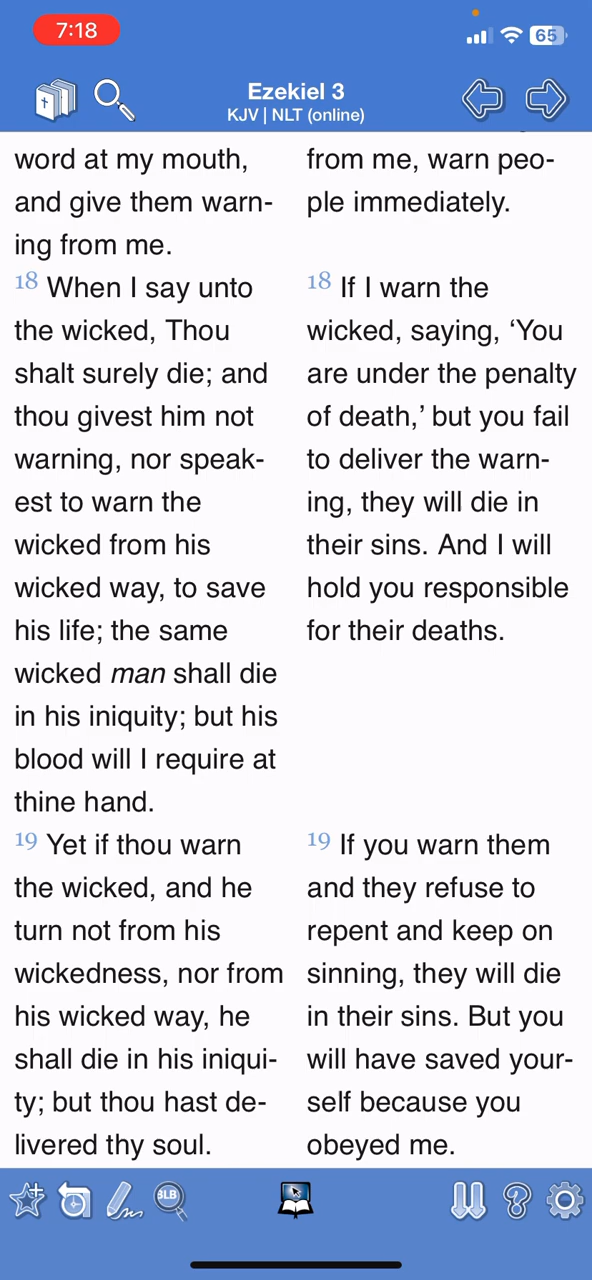 7:18
65
Ezekiel 3
KJV | NLT (online)
word at my mouth,
and give them warn-
ing from me.
18 When I say unto
the wicked, Thou
shalt surely die; and
thou givest him not
warning, nor speak-
est to warn the
wicked from his
wicked way, to save
his life; the same
wicked man shall die
in his iniquity; but his
blood will I require at
thine hand.
19 Yet if thou warn
the wicked, and he
turn not from his
wickedness, nor from
his wicked way, he
shall die in his iniqui-
ty; but thou hast de-
livered thy soul.
from me, warn peo-
ple immediately.
18 If I warn the
wicked, saying, ‘You
are under the penalty
of death,’ but you fail
to deliver the warn-
ing, they will die in
their sins. And I will
hold you responsible
for their deaths.
19 If you warn them
and they refuse to
repent and keep on
sinning, they will die
in their sins. But you
will have saved your-
self because you
obeyed me.
BLB